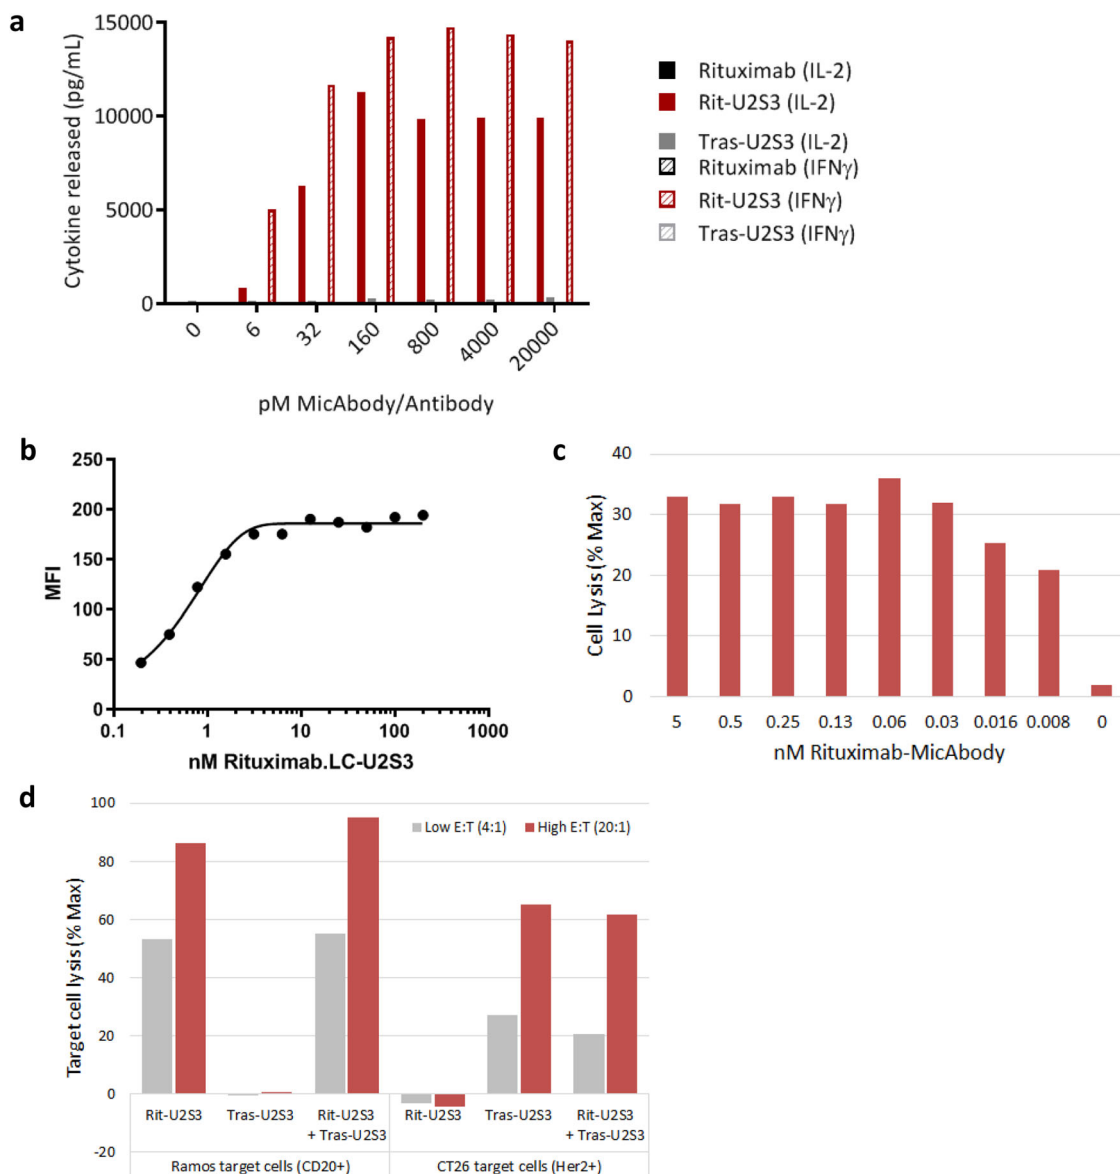 a
Cytokine released (pg/mL)
15000
10000
5000
0
0 6 32 160 800 4000 20000
pM MicAbody/Antibody
Rituximab (IL-2)
Rit-U2S3 (IL-2)
Tras-U2S3 (IL-2)
Rituximab (IFNγ)
Rit-U2S3 (IFNγ)
Tras-U2S3 (IFNγ)
b
MFI
250
200
150
100
50
0
0.1 1 10 100 1000
nM Rituximab.LC-U2S3
c
Cell Lysis (% Max)
40
30
20
10
0
5 0.5 0.25 0.13 0.06 0.03 0.016 0.008 0
nM Rituximab-MicAbody
d
Target cell lysis (% Max)
100
80
60
40
20
0
-20
Low E:T (4:1) High E:T (20:1)
Rit-U2S3 Tras-U2S3 Rit-U2S3 Rit-U2S3 Tras-U2S3 Rit-U2S3
+ Tras-U2S3 + Tras-U2S3
Ramos target cells (CD20+) CT26 target cells (Her2+)